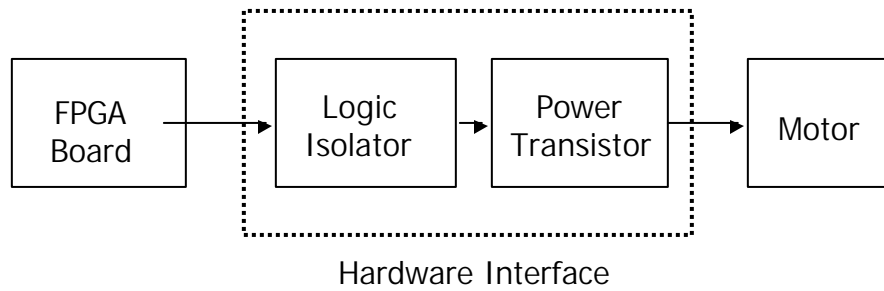 FPGA
Board
Logic
Isolator
Power
Transistor
Motor
Hardware Interface